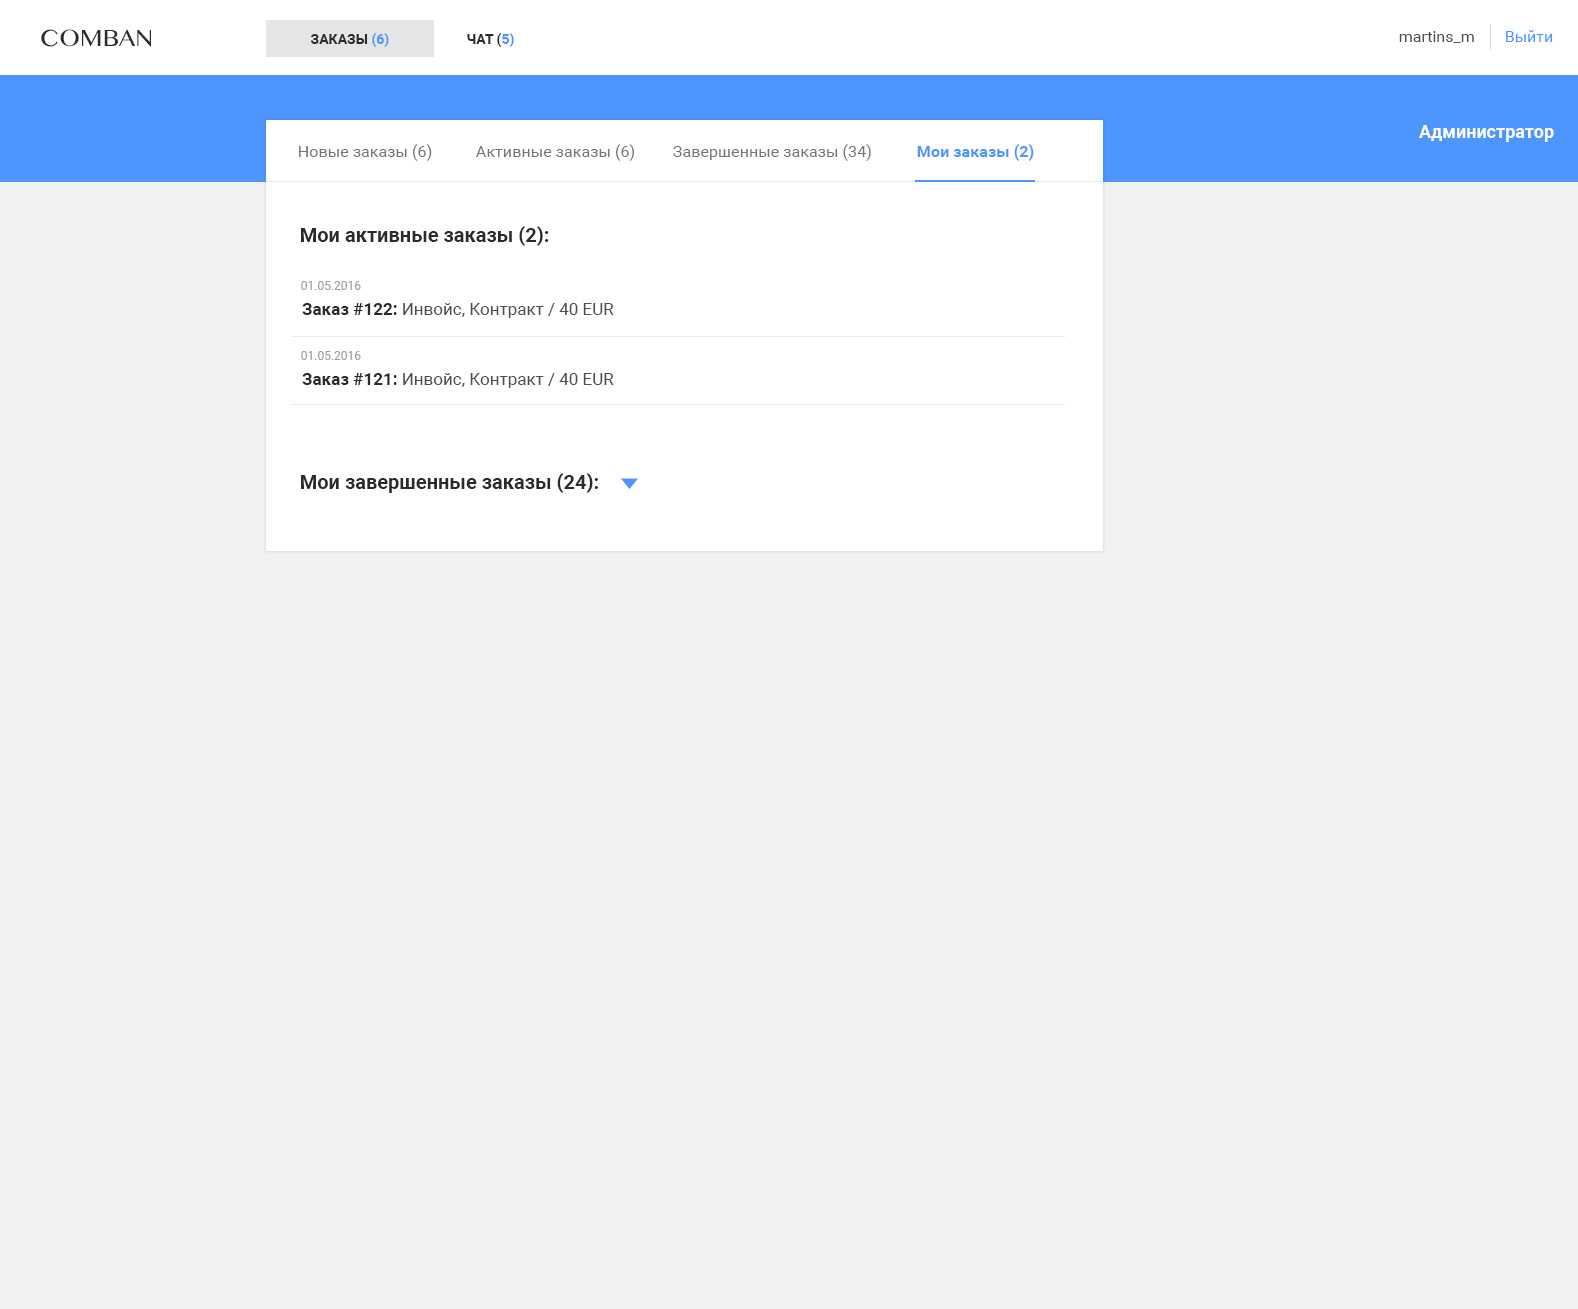 COMBAN
ЗАКАЗЫ (6)
ЧАТ (5)
martins_m
Выйти
Администратор
Новые заказы (6)
Активные заказы (6)
Завершенные заказы (34)
Мои заказы (2)
Мои активные заказы (2):
01.05.2016
Заказ #122: Инвойс, Контракт / 40 EUR
01.05.2016
Заказ #121: Инвойс, Контракт / 40 EUR
Мои завершенные заказы (24):